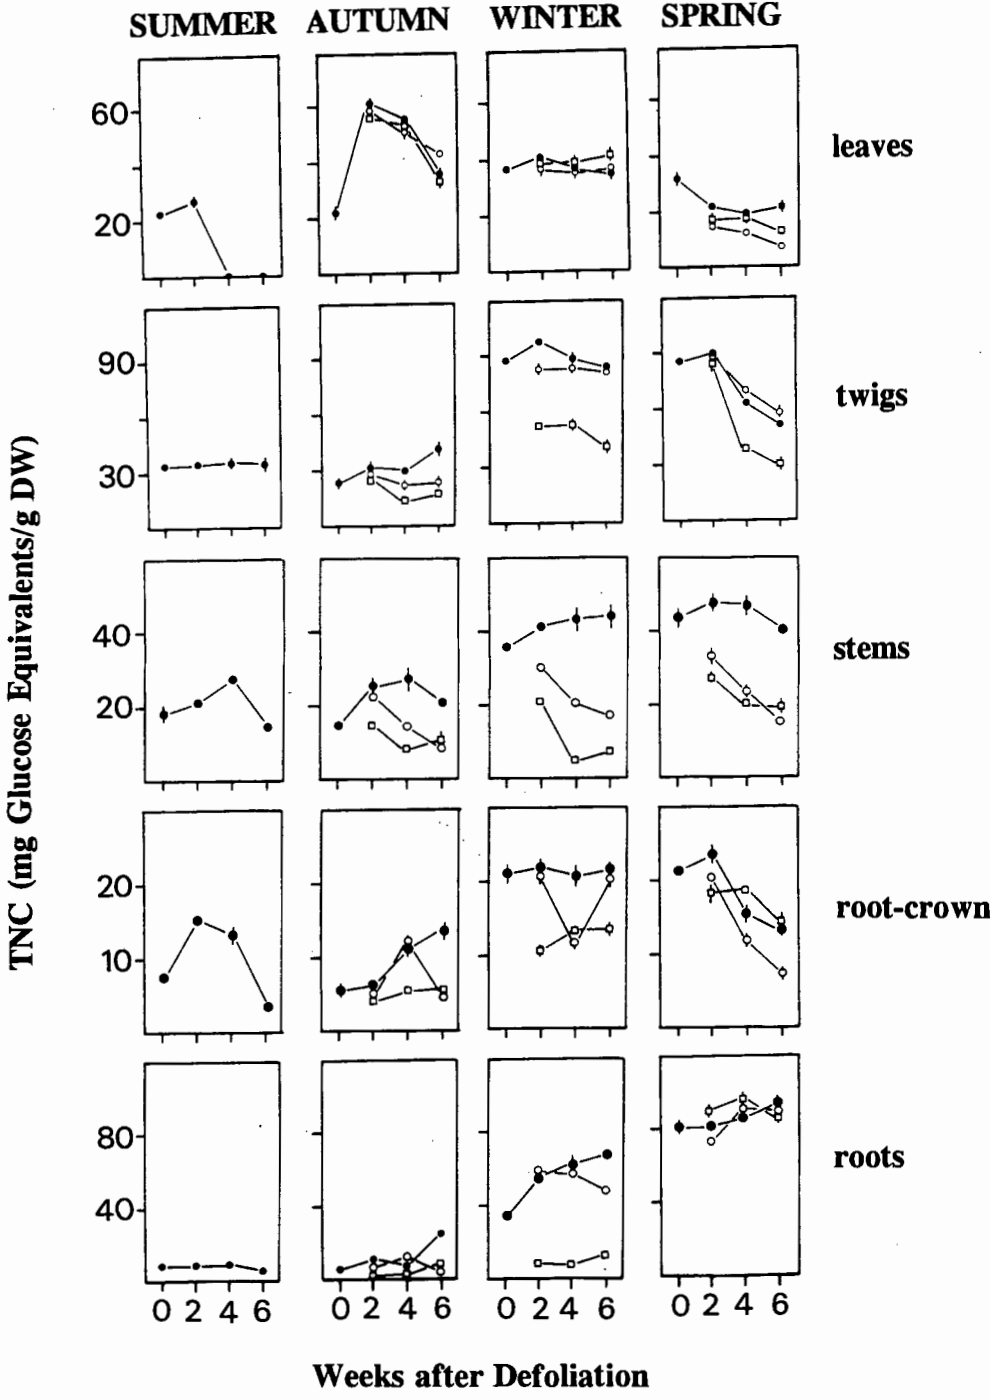 SUMMER AUTUMN WINTER SPRING
60
20
leaves
90
30
twigs
40
20
stems
20
10
root-crown
80
40
roots
0 2 4 6 0 2 4 6 0 2 4 6 0 2 4 6
TNC (mg Glucose Equivalents/g DW)
Weeks after Defoliation